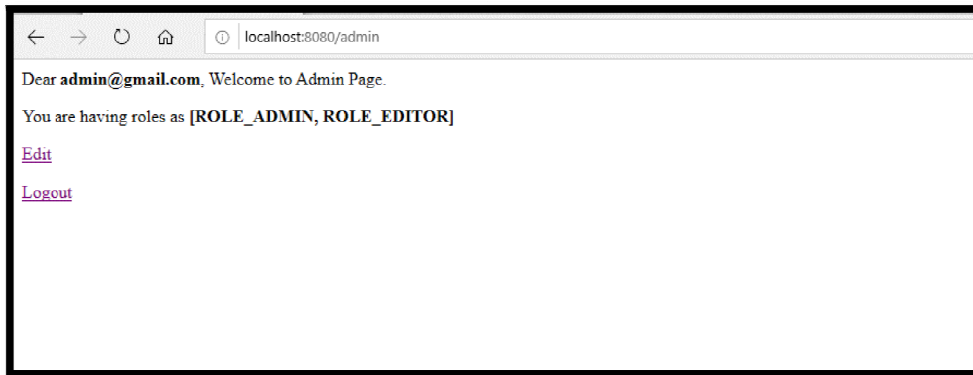 localhost:8080/admin
Dear admin@gmail.com, Welcome to Admin Page.
You are having roles as [ROLE_ADMIN, ROLE_EDITOR]
Edit
Logout